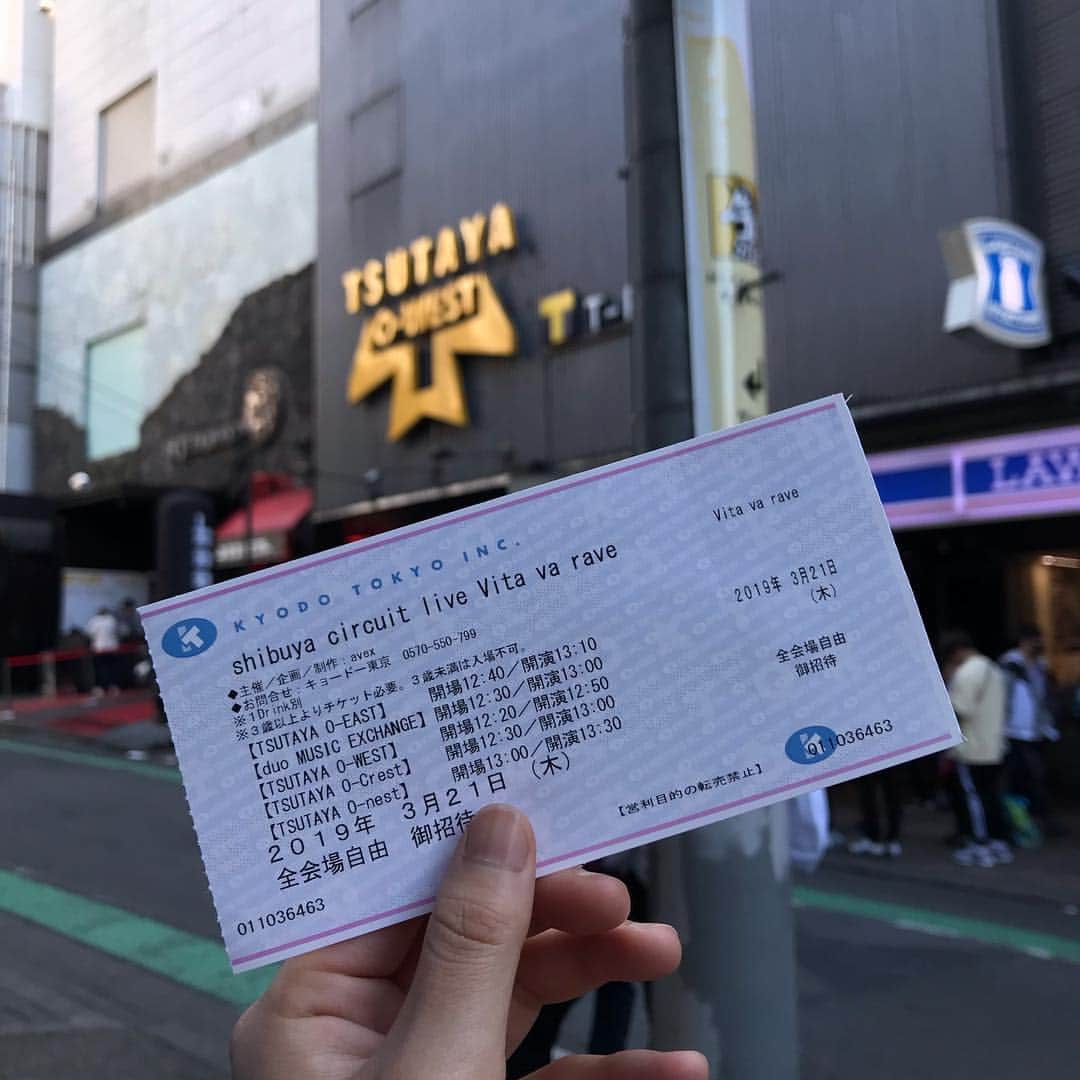 TSUTAYA
O-WEST
T T-
LAW
KYODO TOKYO INC.
shibuya circuit live Vita va rave
◆主催/企画/制作:avex
◆お問合せ:キョードー東京 0570-550-799
※1Drink別
※3歳以上よりチケット必要。3歳未満は入場不可。
【TSUTAYA O-EAST】 開場12:40/開演13:10
【duo MUSIC EXCHANGE】 開場12:30/開演13:00
【TSUTAYA O-WEST】 開場12:20/開演12:50
【TSUTAYA O-Crest】 開場12:30/開演13:00
【TSUTAYA O-nest】 開場13:00/開演13:30
2019年 3月21日 (木)
全会場自由 御招待
011036463
【営利目的の転売禁止】
Vita va rave
2019年 3月21日
(木)
全会場自由
御招待
011036463